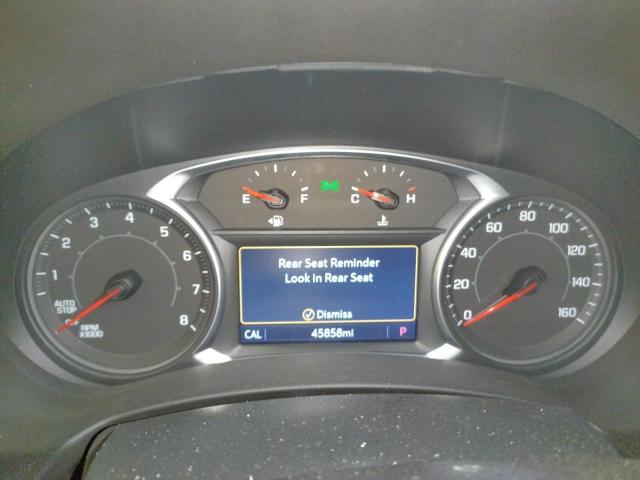 E F C H
1 2 3 4 5 6 7 8
AUTO
STOP
RPM
X1000
Rear Seat Reminder
Look in Rear Seat
Dismiss
CAL 45858mi P
0 20 40 60 80 100 120 140 160